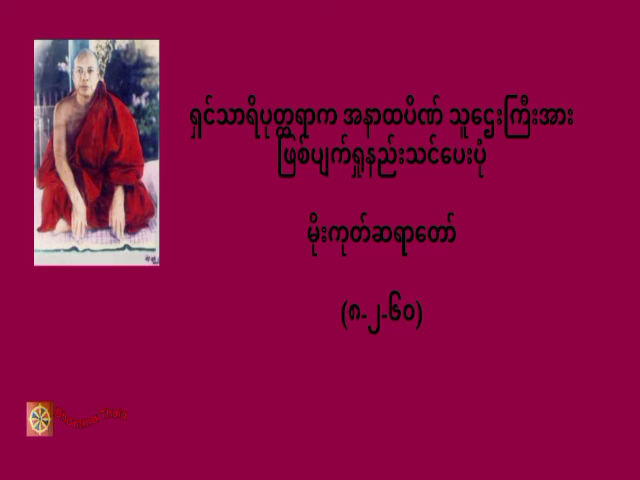 ရှင်သာရိပုတ္တရာက အနာထပိဏ် သူဌေးကြီးအား
ဖြစ်ပျက်ရှုနည်းသင်ပေးပုံ
မိုးကုတ်ဆရာတော်
(၈-၂-၆၀)